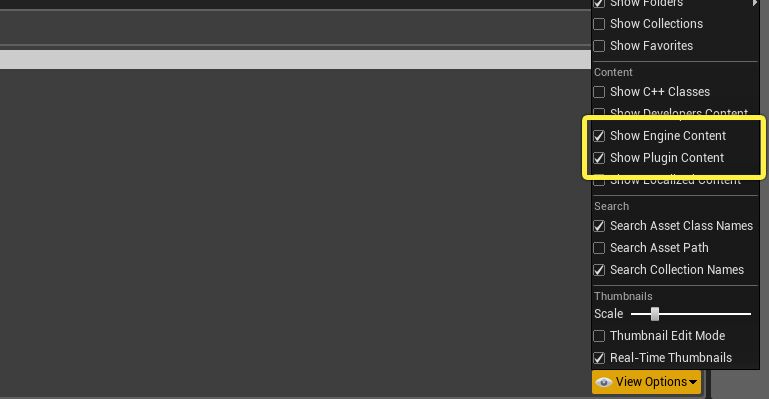 Show Folders
Show Collections
Show Favorites
Content
Show C++ Classes
Show Developers Content
Show Engine Content
Show Plugin Content
Show Localized Content
Search
Search Asset Class Names
Search Asset Path
Search Collection Names
Thumbnails
Scale
Thumbnail Edit Mode
Real-Time Thumbnails
View Options